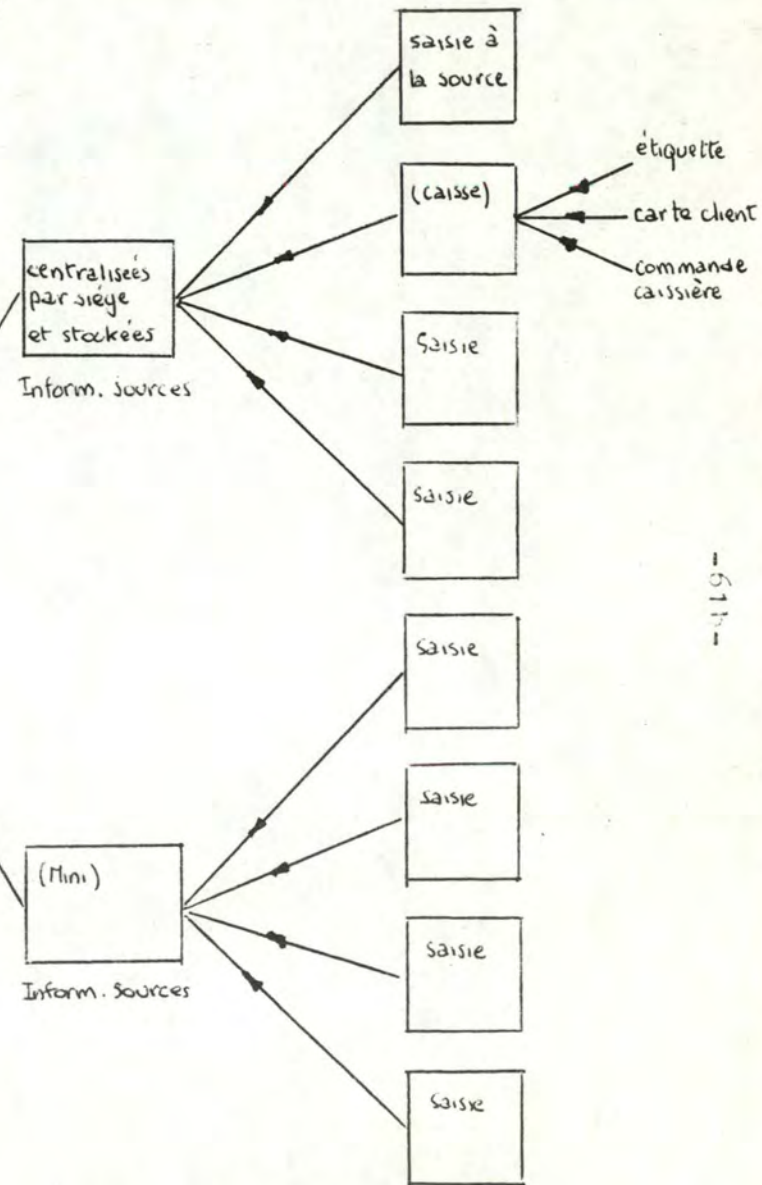 saisie à
la source
étiquette
(caisse)
carte client
commande
caissière
centralisées
par siège
et stockées
Inform. sources
Saisie
saisie
saisie
saisie
(Mini)
Inform. Sources
saisie
Saisie